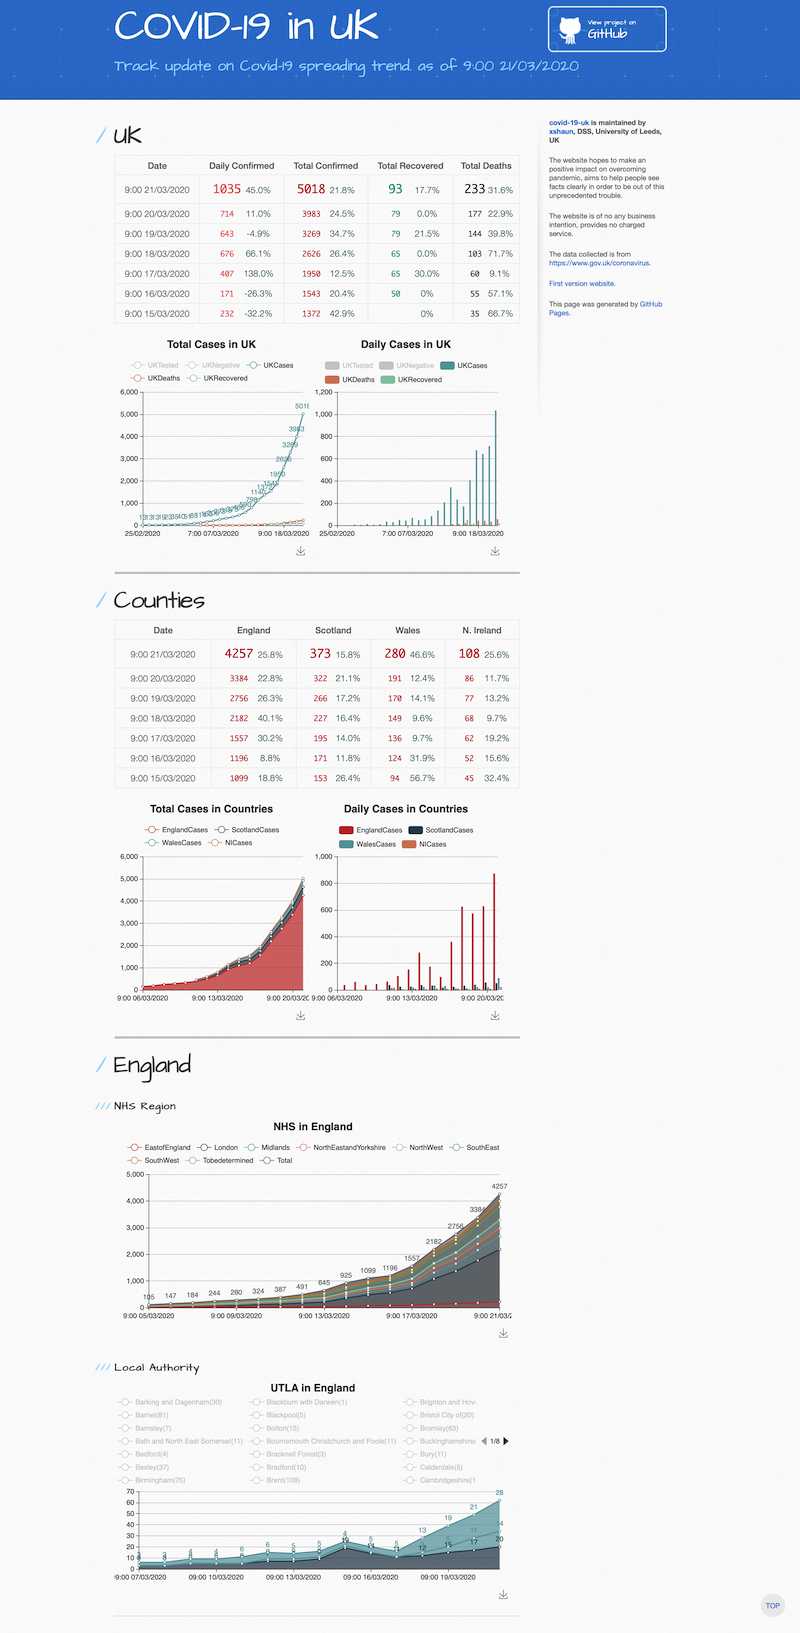 COVID-19 in UK
Track update on Covid-19 spreading trend. as of 9:00 21/03/2020
View project on
GitHub
UK
Date Daily Confirmed Total Confirmed Total Recovered Total Deaths
9:00 21/03/2020 1035 45.0% 5018 21.8% 93 17.7% 233 31.6%
9:00 20/03/2020 714 11.0% 3983 24.5% 79 0.0% 177 22.9%
9:00 19/03/2020 643 -4.9% 3269 34.7% 79 21.5% 144 39.8%
9:00 18/03/2020 676 66.1% 2626 26.4% 65 0.0% 103 71.7%
9:00 17/03/2020 407 138.0% 1950 12.5% 65 30.0% 60 9.1%
9:00 16/03/2020 171 -26.3% 1543 20.4% 50 0% 55 57.1%
9:00 15/03/2020 232 -32.2% 1372 42.9% 0% 35 66.7%
covid-19-uk is maintained by
xshaun, DSS, University of Leeds,
UK
The website hopes to make an
positive impact on overcoming
pandemic, aims to help people see
facts clearly in order to be out of this
unprecedented trouble.
The website is of no any business
intention, provides no charged
service.
The data collected is from
https://www.gov.uk/coronavirus.
First version website.
This page was generated by GitHub
Pages.
Total Cases in UK
UKTested UKNegative UKCases
UKDeaths UKRecovered
6,000
5,000
4,000
3,000
2,000
1,000
0
5018
3983
3269
2626
1950
1543
1372
1140
798
25/02/2020 7:00 07/03/2020 9:00 18/03/2020
Daily Cases in UK
UKTested UKNegative UKCases
UKDeaths UKRecovered
1,200
1,000
800
600
400
200
0
25/02/2020 7:00 07/03/2020 9:00 18/03/2020
Counties
Date England Scotland Wales N. Ireland
9:00 21/03/2020 4257 25.8% 373 15.8% 280 46.6% 108 25.6%
9:00 20/03/2020 3384 22.8% 322 21.1% 191 12.4% 86 11.7%
9:00 19/03/2020 2756 26.3% 266 17.2% 170 14.1% 77 13.2%
9:00 18/03/2020 2182 40.1% 227 16.4% 149 9.6% 68 9.7%
9:00 17/03/2020 1557 30.2% 195 14.0% 136 9.7% 62 19.2%
9:00 16/03/2020 1196 8.8% 171 11.8% 124 31.9% 52 15.6%
9:00 15/03/2020 1099 18.8% 153 26.4% 94 56.7% 45 32.4%
Total Cases in Countries
EnglandCases ScotlandCases
WalesCases NICases
6,000
5,000
4,000
3,000
2,000
1,000
0
9:00 06/03/2020 9:00 13/03/2020 9:00 20/03/2
Daily Cases in Countries
EnglandCases ScotlandCases
WalesCases NICases
1,000
800
600
400
200
0
9:00 06/03/2020 9:00 13/03/2020 9:00 20/03/20
England
NHS Region
NHS in England
EastofEngland London Midlands NorthEastandYorkshire NorthWest SouthEast
SouthWest Tobedetermined Total
5,000
4,000
3,000
2,000
1,000
0
105 147 184 244 280 324 387 491 645 925 1099 1196 1557 2182 2756 3384 4257
9:00 05/03/2020 9:00 09/03/2020 9:00 13/03/2020 9:00 17/03/2020 9:00 21/03/2
Local Authority
UTLA in England
Barking and Dagenham(30) Blackburn with Darwen(1) Brighton and Hov
Barnet(81) Blackpool(5) Bristol City of(20)
Barnsley(7) Bolton(15) Bromley(63)
Bath and North East Somerset(11) Bournemouth Christchurch and Poole(11) Buckinghamshire 1/8
Bedford(4) Bracknell Forest(3) Bury(11)
Bexley(37) Bradford(10) Calderdale(5)
Birmingham(75) Brent(108) Cambridgeshire(1
70
60
50
40
30
20
10
0
13 19 21 28
11 14
12 17 20
9:00 07/03/2020 9:00 10/03/2020 9:00 13/03/2020 9:00 16/03/2020 9:00 19/03/2020
TOP